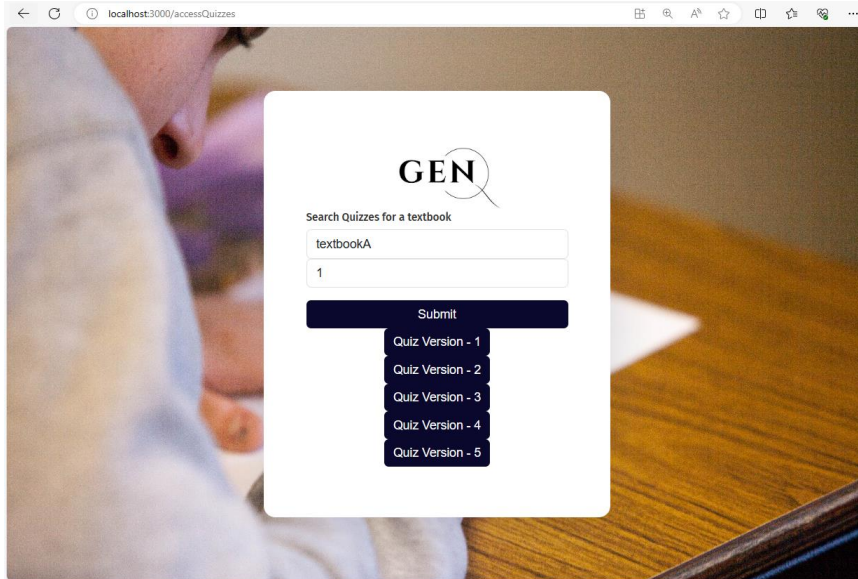 localhost:3000/accessQuizzes
GENQ
Search Quizzes for a textbook
textbookA
1
Submit
Quiz Version - 1
Quiz Version - 2
Quiz Version - 3
Quiz Version - 4
Quiz Version - 5